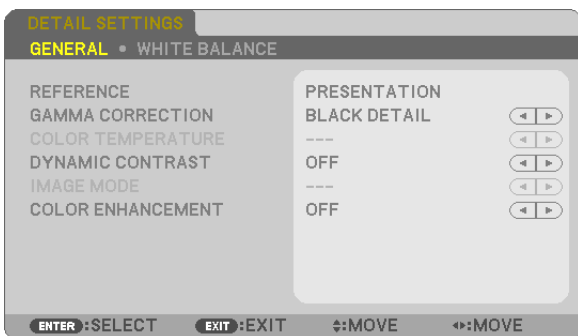 DETAIL SETTINGS
GENERAL • WHITE BALANCE
REFERENCE PRESENTATION
GAMMA CORRECTION BLACK DETAIL
COLOR TEMPERATURE ---
DYNAMIC CONTRAST OFF
IMAGE MODE ---
COLOR ENHANCEMENT OFF
ENTER :SELECT EXIT :EXIT :MOVE :MOVE